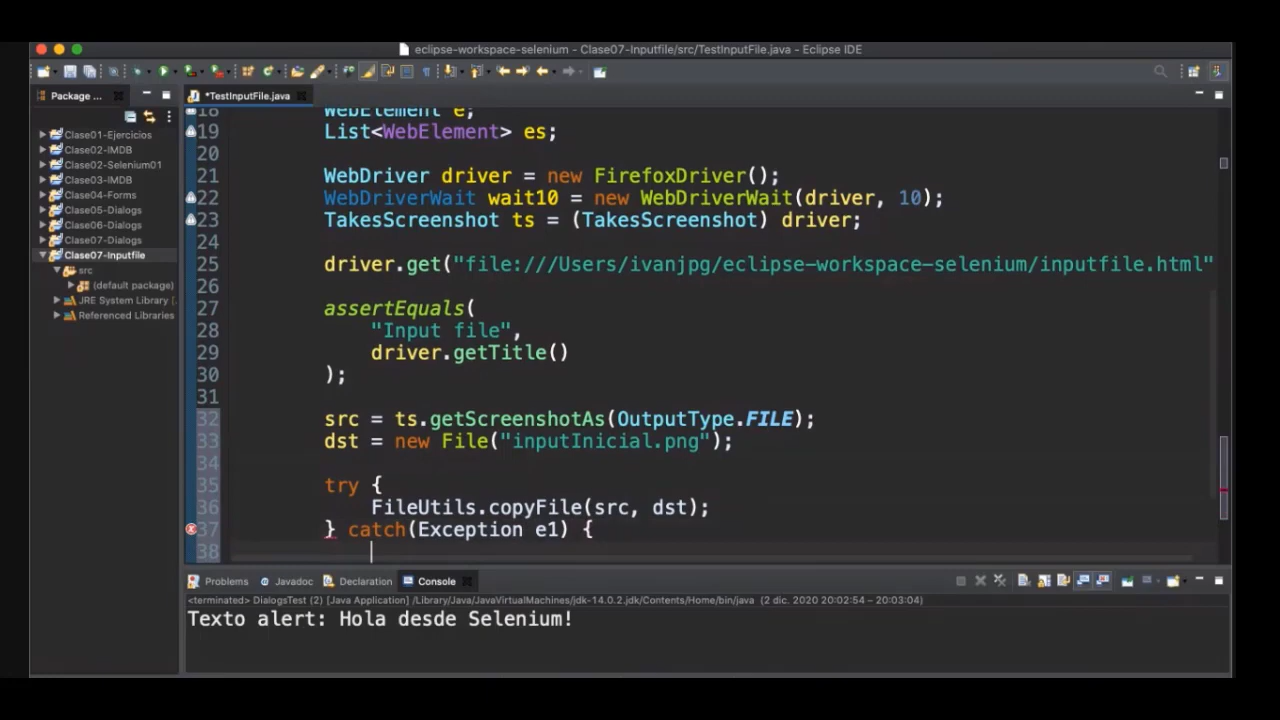 eclipse-workspace-selenium - Clase07-Inputfile/src/TestInputFile.java - Eclipse IDE
Package ...
*TestInputFile.java
Clase01-Ejercicios
Clase02-IMDB
Clase02-Selenium01
Clase03-IMDB
Clase04-Forms
Clase05-Dialogs
Clase06-Dialogs
Clase07-Dialogs
Clase07-Inputfile
src
(default package)
JRE System Library [
Referenced Libraries
18 WebElement e;
19 List<WebElement> es;
20
21 WebDriver driver = new FirefoxDriver();
22 WebDriverWait wait10 = new WebDriverWait(driver, 10);
23 TakesScreenshot ts = (TakesScreenshot) driver;
24
25 driver.get("file:///Users/ivanjpg/eclipse-workspace-selenium/inputfile.html"
26
27 assertEquals(
28 "Input file",
29 driver.getTitle()
30 );
31
32 src = ts.getScreenshotAs(OutputType.FILE);
33 dst = new File("inputInicial.png");
34
35 try {
36 FileUtils.copyFile(src, dst);
37 } catch(Exception e1) {
38
Problems Javadoc Declaration Console
<terminated> DialogsTest (2) [Java Application] /Library/Java/JavaVirtualMachines/jdk-14.0.2.jdk/Contents/Home/bin/java (2 dic. 2020 20:02:54 – 20:03:04)
Texto alert: Hola desde Selenium!